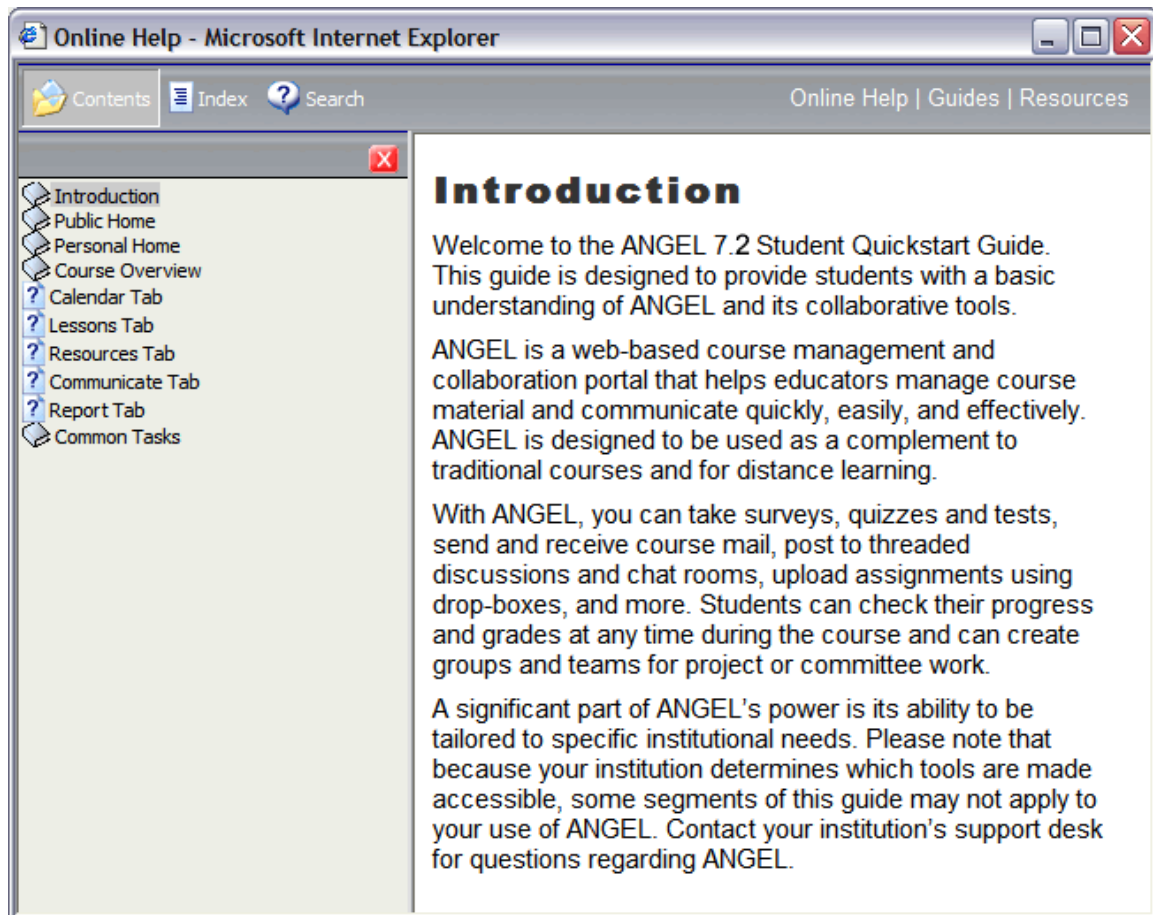 Online Help - Microsoft Internet Explorer
Contents Index Search Online Help | Guides | Resources
Introduction
Public Home
Personal Home
Course Overview
Calendar Tab
Lessons Tab
Resources Tab
Communicate Tab
Report Tab
Common Tasks
Introduction
Welcome to the ANGEL 7.2 Student Quickstart Guide.
This guide is designed to provide students with a basic
understanding of ANGEL and its collaborative tools.
ANGEL is a web-based course management and
collaboration portal that helps educators manage course
material and communicate quickly, easily, and effectively.
ANGEL is designed to be used as a complement to
traditional courses and for distance learning.
With ANGEL, you can take surveys, quizzes and tests,
send and receive course mail, post to threaded
discussions and chat rooms, upload assignments using
drop-boxes, and more. Students can check their progress
and grades at any time during the course and can create
groups and teams for project or committee work.
A significant part of ANGEL’s power is its ability to be
tailored to specific institutional needs. Please note that
because your institution determines which tools are made
accessible, some segments of this guide may not apply to
your use of ANGEL. Contact your institution’s support desk
for questions regarding ANGEL.